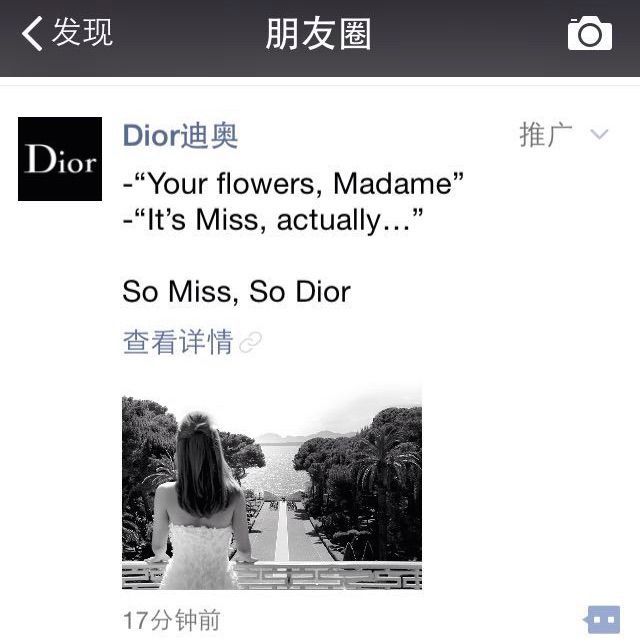 发现
朋友圈
Dior
Dior迪奥
推广
-“Your flowers, Madame”
-“It’s Miss, actually…”
So Miss, So Dior
查看详情
17分钟前